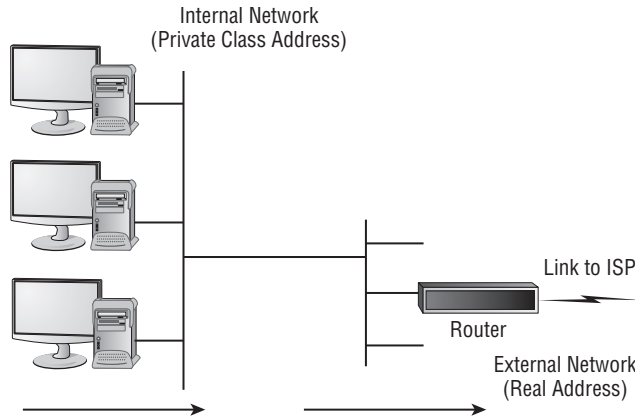 Internal Network
(Private Class Address)
Link to ISP
Router
External Network
(Real Address)